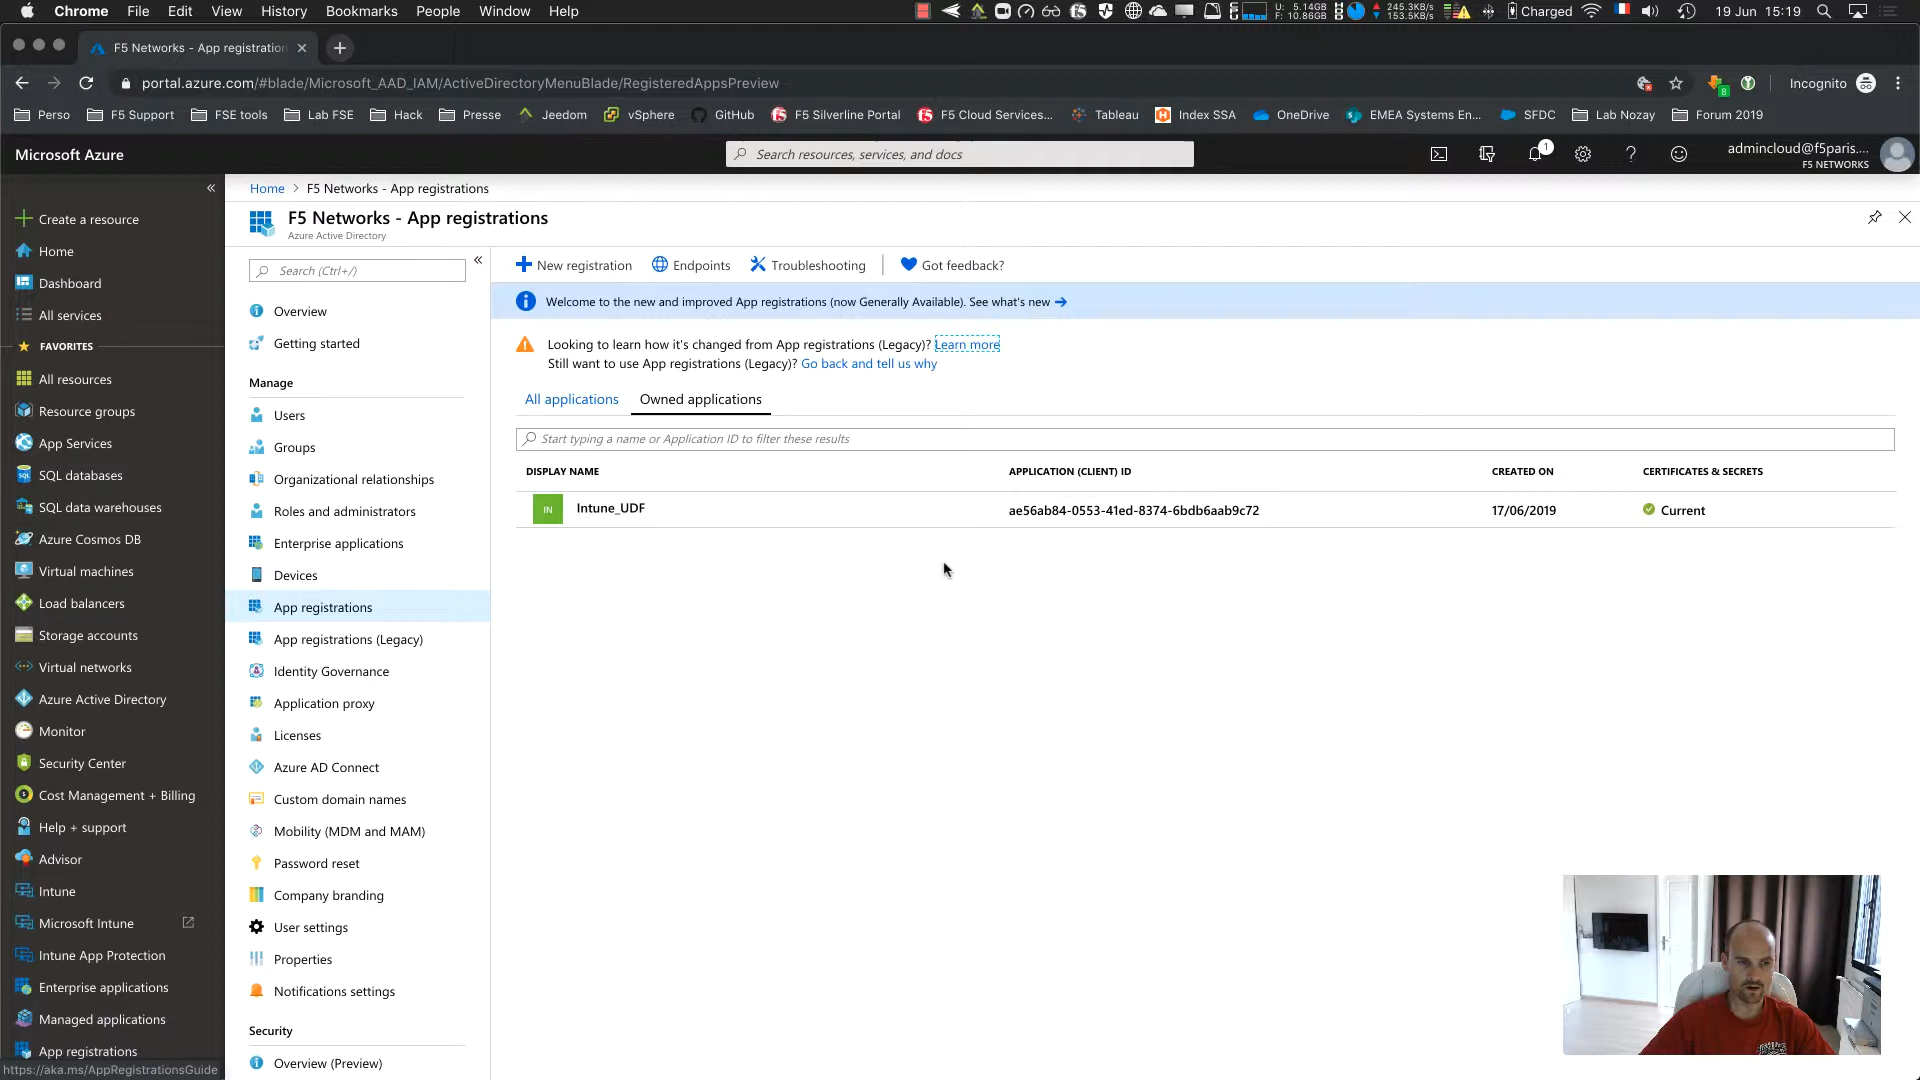 Chrome File Edit View History Bookmarks People Window Help
U: 5.14GB
F: 10.86GB
245.3KB/s
153.5KB/s
Charged
19 Jun 15:19
F5 Networks - App registration
portal.azure.com/#blade/Microsoft_AAD_IAM/ActiveDirectoryMenuBlade/RegisteredAppsPreview
8
Incognito
Perso F5 Support FSE tools Lab FSE Hack Presse Jeedom vSphere GitHub F5 Silverline Portal F5 Cloud Services... Tableau Index SSA OneDrive EMEA Systems En... SFDC Lab Nozay Forum 2019
Microsoft Azure
Search resources, services, and docs
1
admincloud@f5paris....
F5 NETWORKS
Create a resource
Home
Dashboard
All services
FAVORITES
All resources
Resource groups
App Services
SQL databases
SQL data warehouses
Azure Cosmos DB
Virtual machines
Load balancers
Storage accounts
Virtual networks
Azure Active Directory
Monitor
Security Center
Cost Management + Billing
Help + support
Advisor
Intune
Microsoft Intune
Intune App Protection
Enterprise applications
Managed applications
App registrations
https://aka.ms/AppRegistrationsGuide
Home > F5 Networks - App registrations
F5 Networks - App registrations
Azure Active Directory
Search (Ctrl+/)
Overview
Getting started
Manage
Users
Groups
Organizational relationships
Roles and administrators
Enterprise applications
Devices
App registrations
App registrations (Legacy)
Identity Governance
Application proxy
Licenses
Azure AD Connect
Custom domain names
Mobility (MDM and MAM)
Password reset
Company branding
User settings
Properties
Notifications settings
Security
Overview (Preview)
New registration Endpoints Troubleshooting Got feedback?
Welcome to the new and improved App registrations (now Generally Available). See what's new →
Looking to learn how it's changed from App registrations (Legacy)? Learn more
Still want to use App registrations (Legacy)? Go back and tell us why
All applications Owned applications
Start typing a name or Application ID to filter these results
DISPLAY NAME APPLICATION (CLIENT) ID CREATED ON CERTIFICATES & SECRETS
IN Intune_UDF ae56ab84-0553-41ed-8374-6bdb6aab9c72 17/06/2019 Current